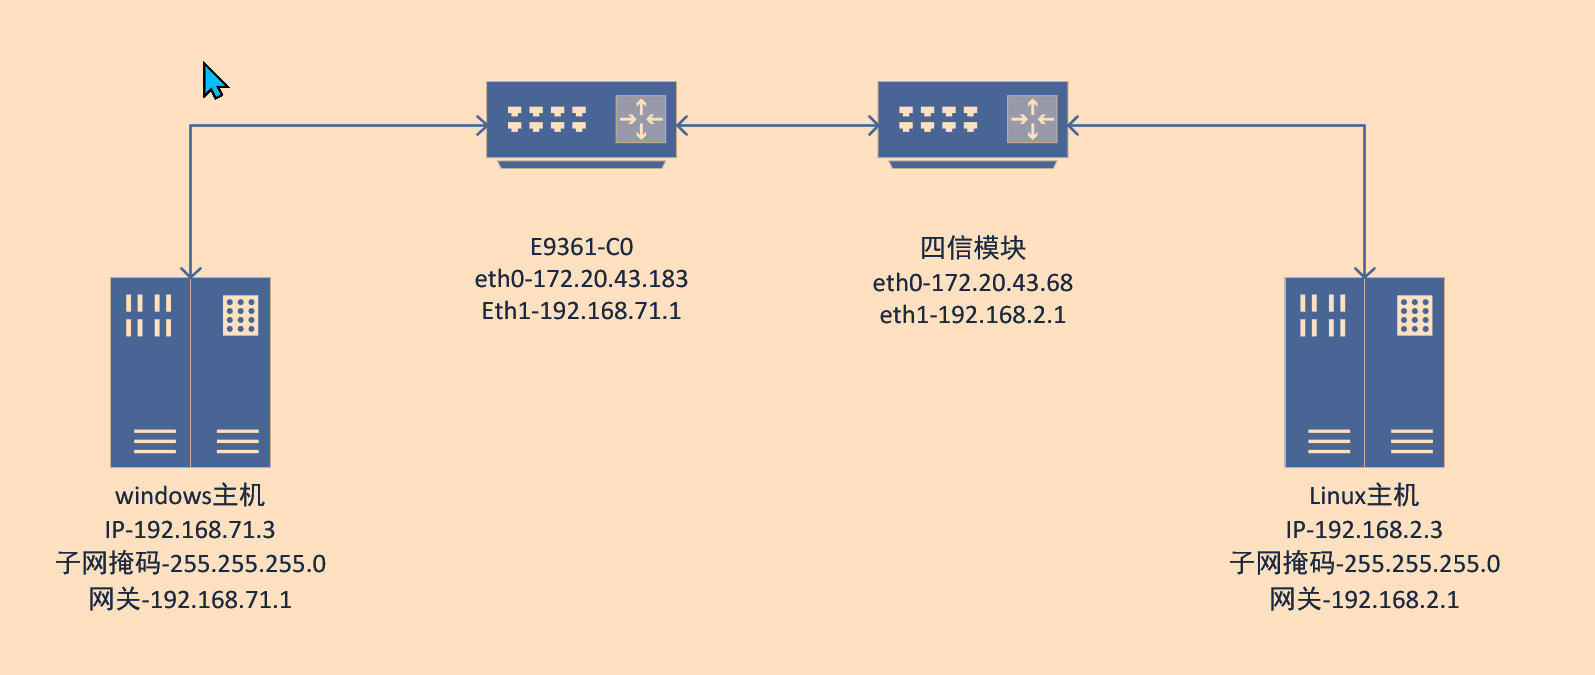 E9361-C0
eth0-172.20.43.183
Eth1-192.168.71.1
四信模块
eth0-172.20.43.68
eth1-192.168.2.1
windows主机
IP-192.168.71.3
子网掩码-255.255.255.0
网关-192.168.71.1
Linux主机
IP-192.168.2.3
子网掩码-255.255.255.0
网关-192.168.2.1